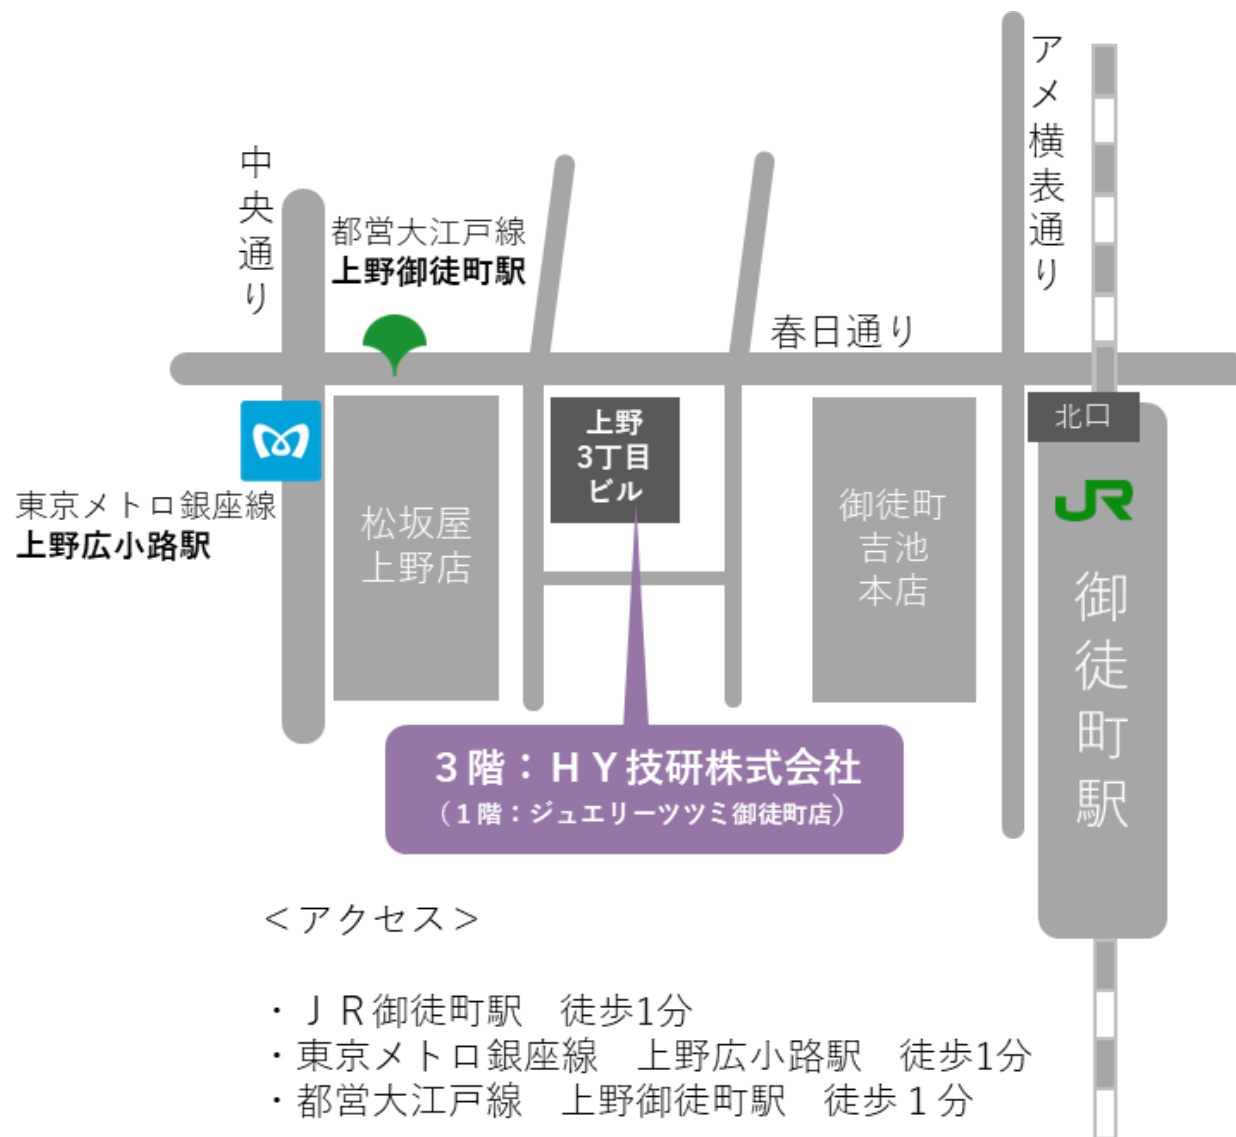 アメ横表通り
中央通り
都営大江戸線
上野御徒町駅
春日通り
上野
3丁目
ビル
北口
JR
東京メトロ銀座線
上野広小路駅
松坂屋
上野店
御徒町
吉池
本店
御徒町駅
３階：ＨＹ技研株式会社
（１階：ジュエリーツツミ御徒町店）
＜アクセス＞
・ＪＲ御徒町駅　徒歩1分
・東京メトロ銀座線　上野広小路駅　徒歩1分
・都営大江戸線　上野御徒町駅　徒歩１分